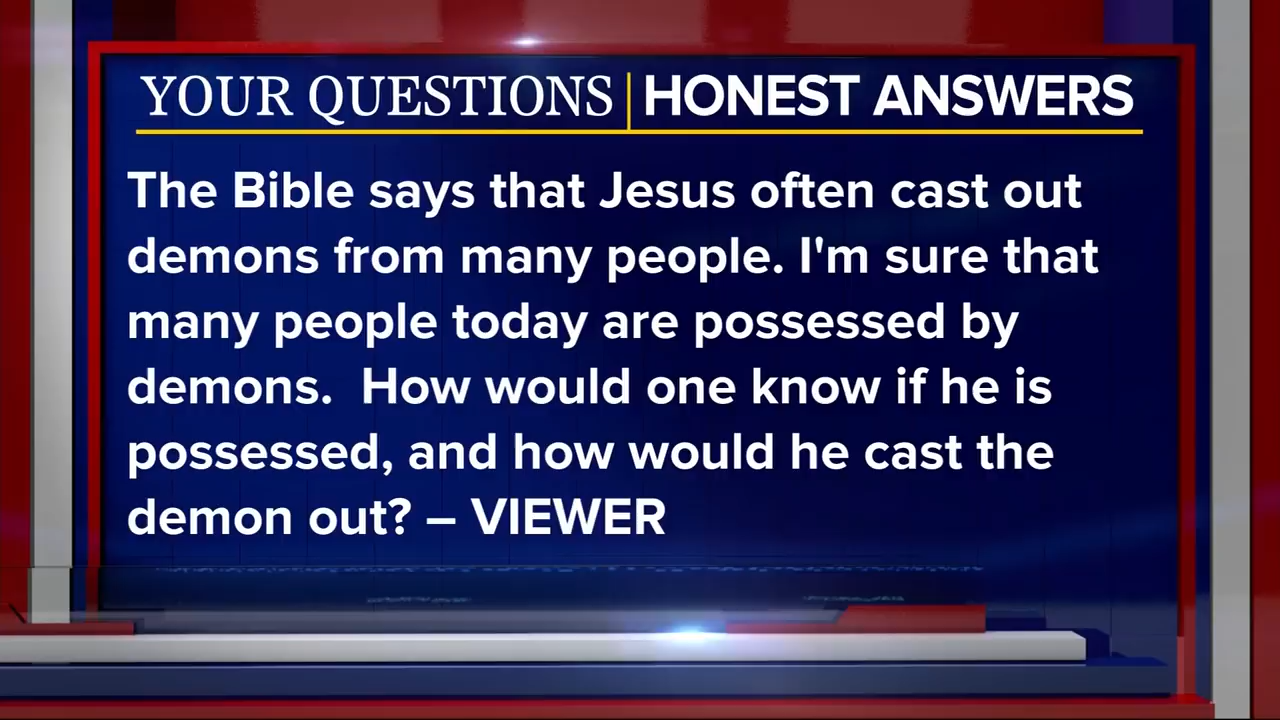 YOUR QUESTIONS | HONEST ANSWERS
The Bible says that Jesus often cast out
demons from many people. I'm sure that
many people today are possessed by
demons.  How would one know if he is
possessed, and how would he cast the
demon out? – VIEWER